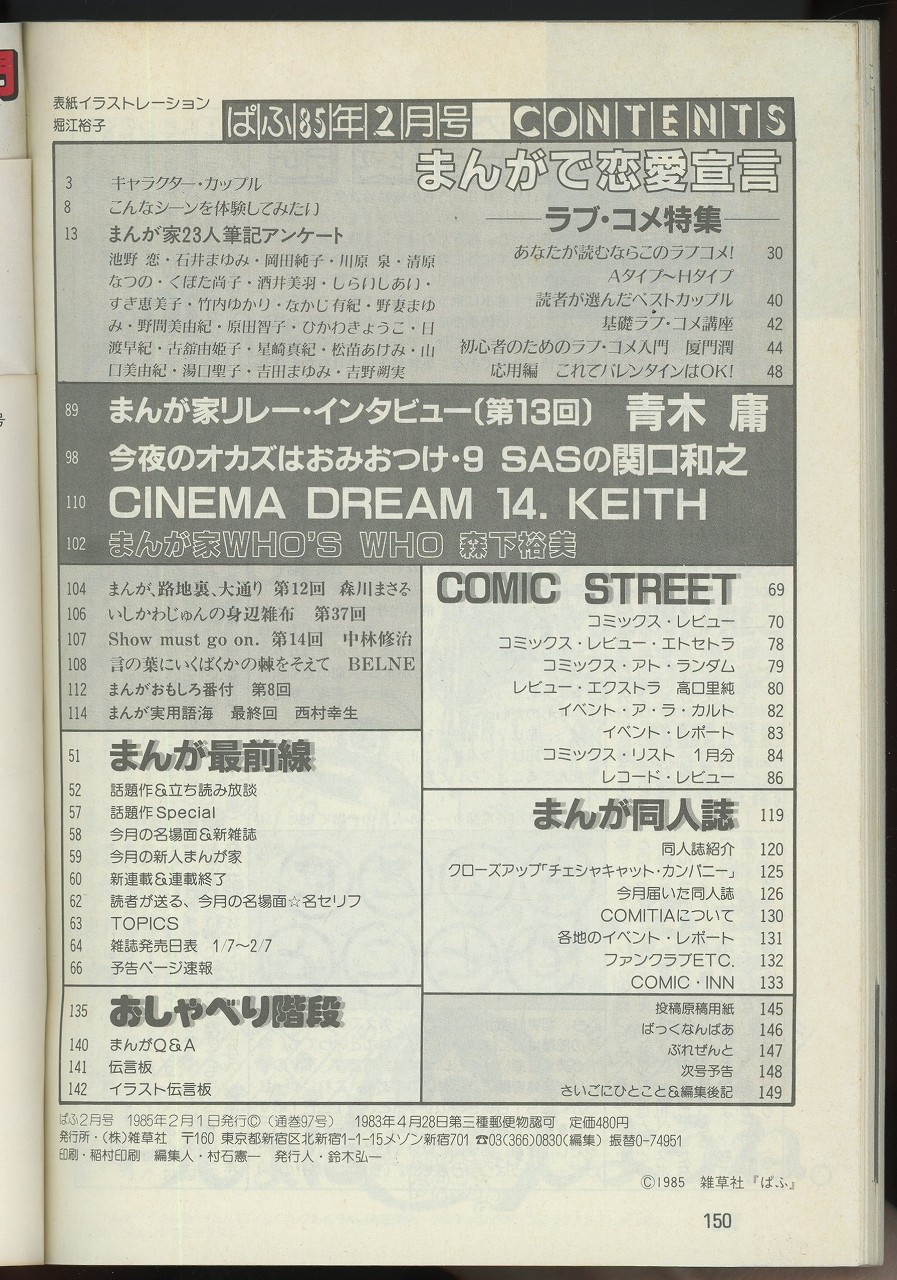 表紙イラストレーション
堀江裕子
ぱふ85年2月号 CONTENTS
まんがで恋愛宣言
ラブ・コメ特集
3 キャラクター・カップル
8 こんなシーンを体験してみたい
13 まんが家23人筆記アンケート
池野 恋・石井まゆみ・岡田純子・川原 泉・清原
なつの・くぼた尚子・酒井美羽・しらいしあい・
すぎ恵美子・竹内ゆかり・なかじ有紀・野妻まゆ
み・野間美由紀・原田智子・ひかわきょうこ・日
渡早紀・古舘由姫子・星崎真紀・松苗あけみ・山
口美由紀・湯口聖子・吉田まゆみ・吉野朔実
あなたが読むならこのラブコメ! 30
Aタイプ〜Hタイプ
読者が選んだベストカップル 40
基礎ラブ・コメ講座 42
初心者のためのラブ・コメ入門 厦門潤 44
応用編 これでバレンタインはOK! 48
89 まんが家リレー・インタビュー〔第13回〕 青木 庸
98 今夜のオカズはおみおつけ・9 SASの関口和之
110 CINEMA DREAM 14. KEITH
102 まんが家WHO'S WHO 森下裕美
104 まんが、路地裏、大通り 第12回 森川まさる
106 いしかわじゅんの身辺雑布 第37回
107 Show must go on. 第14回 中林修治
108 言の葉にいくばくかの棘をそえて BELNE
112 まんがおもしろ番付 第8回
114 まんが実用語海 最終回 西村幸生
51 まんが最前線
52 話題作&立ち読み放談
57 話題作Special
58 今月の名場面&新雑誌
59 今月の新人まんが家
60 新連載&連載終了
62 読者が送る、今月の名場面☆名セリフ
63 TOPICS
64 雑誌発売日表 1/7〜2/7
66 予告ページ速報
135 おしゃべり階段
140 まんがQ&A
141 伝言板
142 イラスト伝言板
COMIC STREET 69
コミックス・レビュー 70
コミックス・レビュー・エトセトラ 78
コミックス・アト・ランダム 79
レビュー・エクストラ 高口里純 80
イベント・ア・ラ・カルト 82
イベント・レポート 83
コミックス・リスト 1月分 84
レコード・レビュー 86
まんが同人誌 119
同人誌紹介 120
クローズアップ「チェシャキャット・カンパニー」 125
今月届いた同人誌 126
COMITIAについて 130
各地のイベント・レポート 131
ファンクラブETC. 132
COMIC・INN 133
投稿原稿用紙 145
ばっくなんばあ 146
ぷれぜんと 147
次号予告 148
さいごにひとこと&編集後記 149
ぱふ2月号 1985年2月1日発行©(通巻97号) 1983年4月28日第三種郵便物認可 定価480円
発行所・(株)雑草社 〒160 東京都新宿区北新宿1-1-15メゾン新宿701 ☎03(366)0830(編集) 振替0-74951
印刷・稲村印刷 編集人・村石憲一 発行人・鈴木弘一
©1985 雑草社『ぱふ』
150